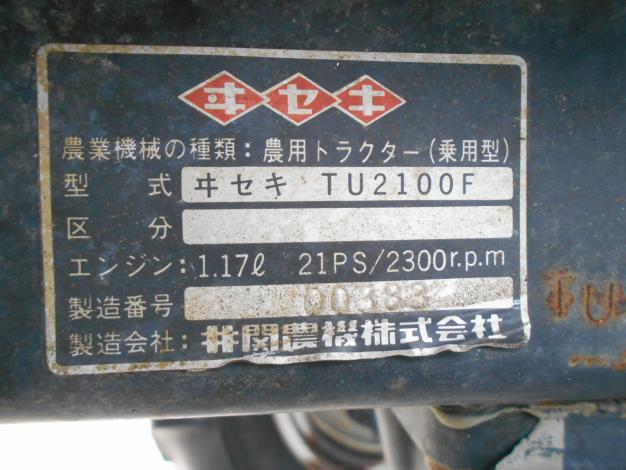 ヰセキ
農業機械の種類：農用トラクター（乗用型）
型式 ヰセキ TU2100F
区分
エンジン：1.17ℓ 21PS/2300r.p.m
製造番号
製造会社：井関農機株式会社
TU